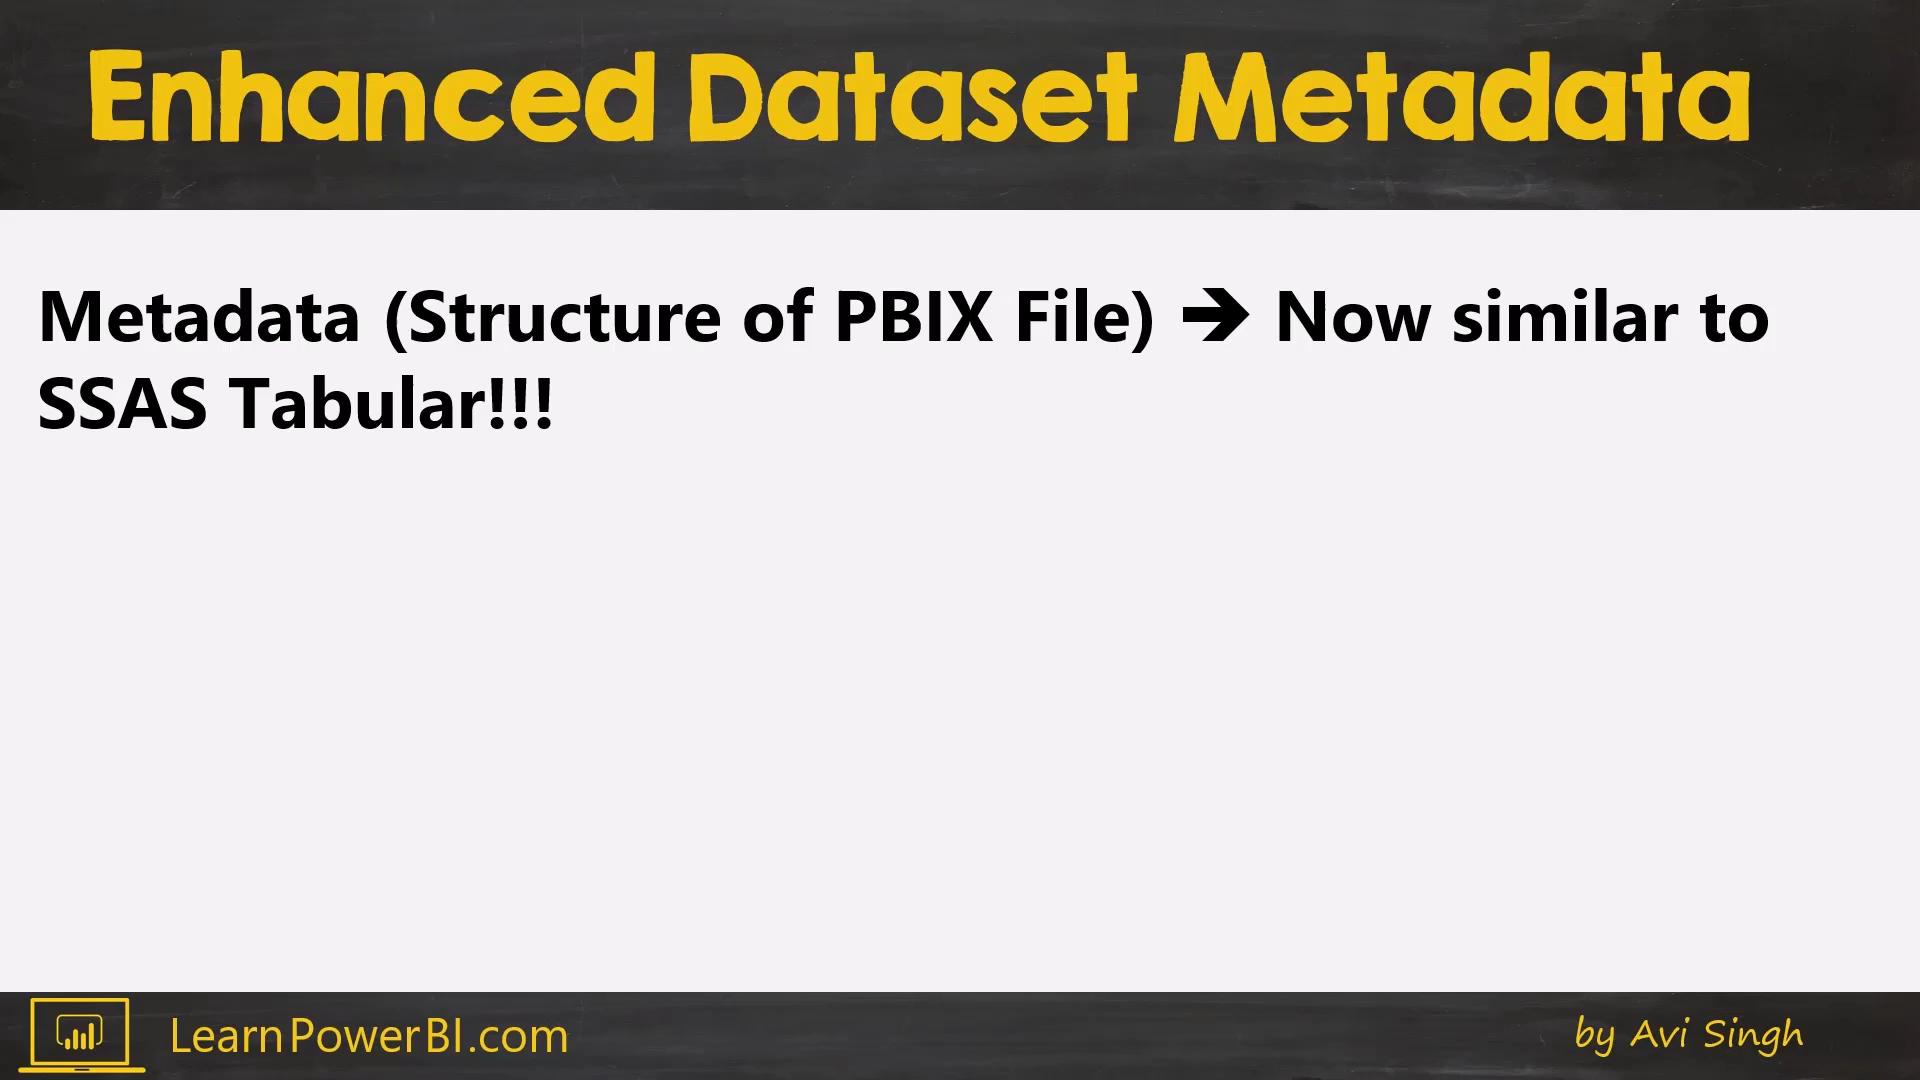 Enhanced Dataset Metadata
Metadata (Structure of PBIX File) ➔ Now similar to
SSAS Tabular!!!
LearnPowerBI.com
by Avi Singh